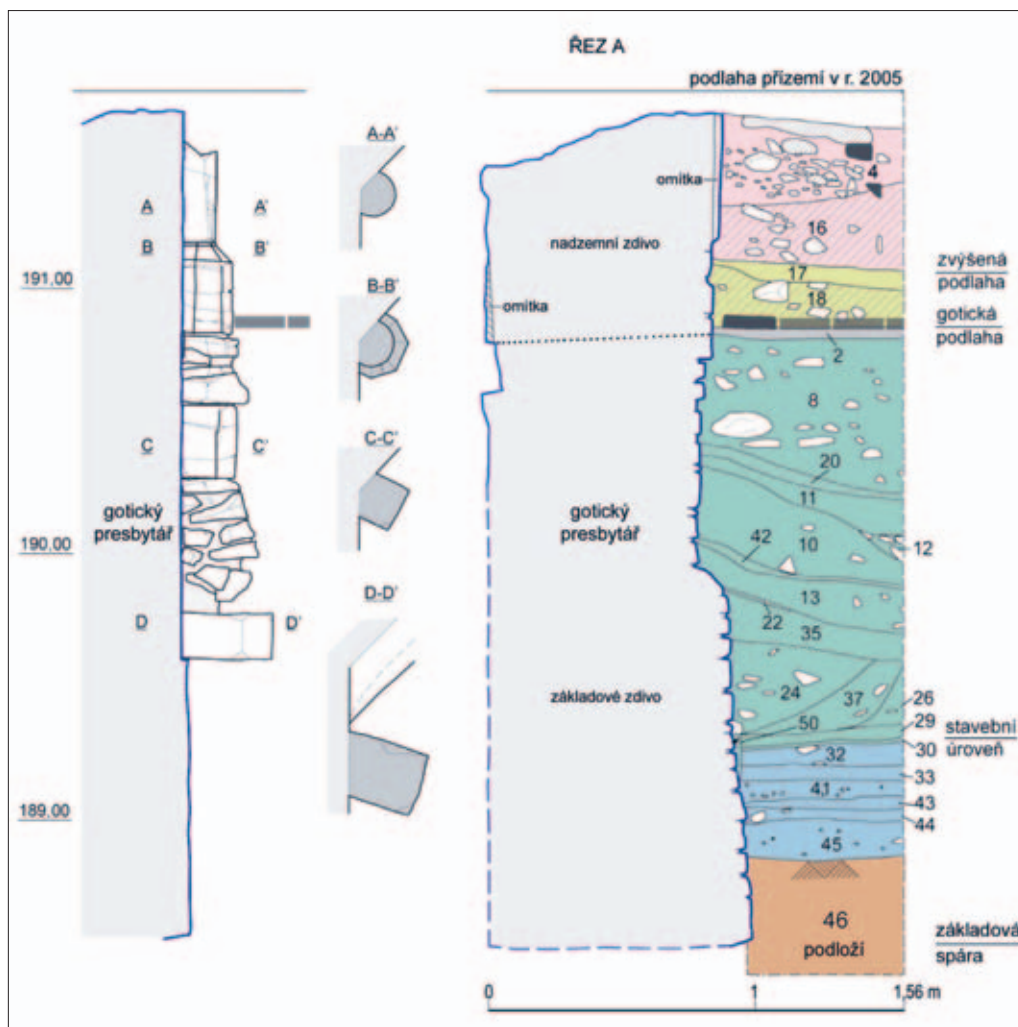 ŘEZ A
podlaha přízemí v r. 2005
A-A'
omítka
4
A A'
B B'
nadzemní zdivo
16
191,00
zvýšená
podlaha
17
B-B'
omítka
18
gotická
podlaha
2
8
C-C'
C C'
20
gotický
presbytář
gotický
presbytář
11
190,00
42
10
12
D-D'
13
22
D D'
35
základové zdivo
24
37
26
50
29
stavební
úroveň
30
32
33
41
189,00
43
44
45
46
podloží
základová
spára
0 1 1,56 m